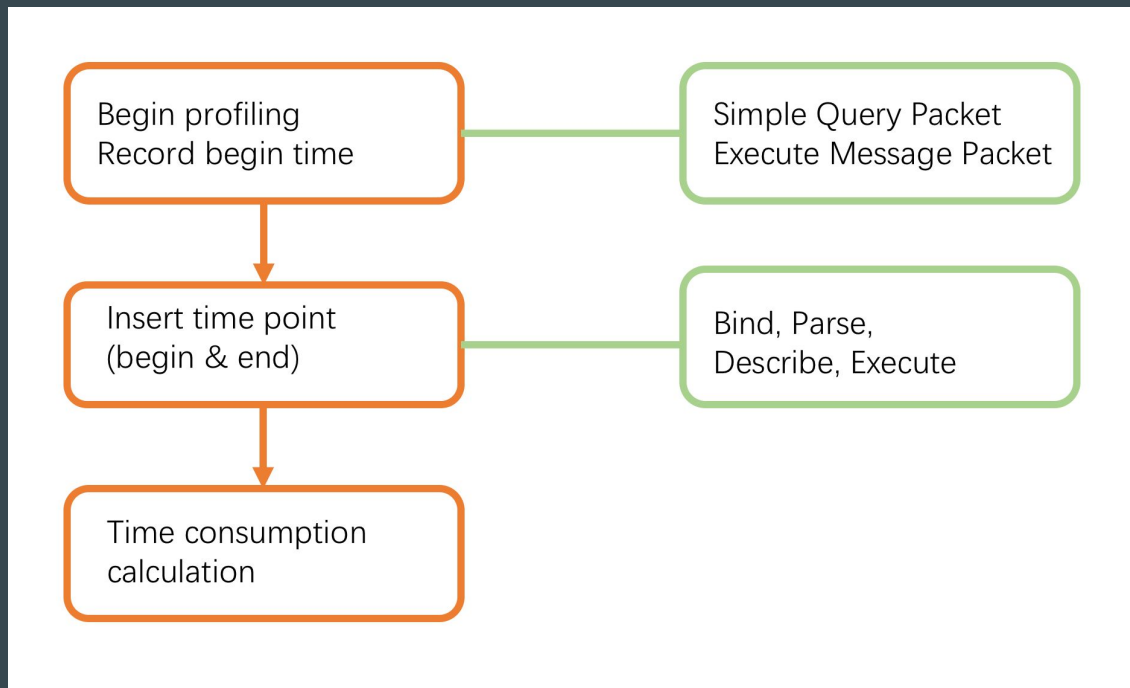 Begin profiling
Record begin time
Simple Query Packet
Execute Message Packet
Insert time point
(begin & end)
Bind, Parse,
Describe, Execute
Time consumption
calculation